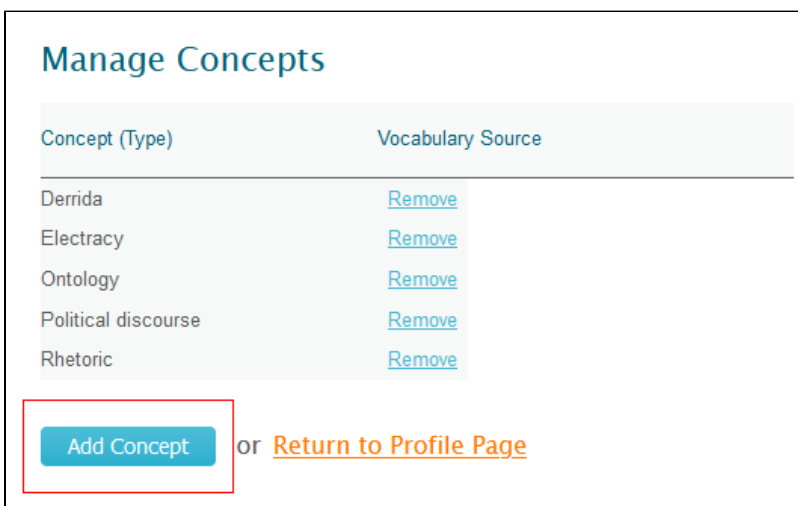 Manage Concepts
Concept (Type) Vocabulary Source
Derrida Remove
Electracy Remove
Ontology Remove
Political discourse Remove
Rhetoric Remove
Add Concept or Return to Profile Page